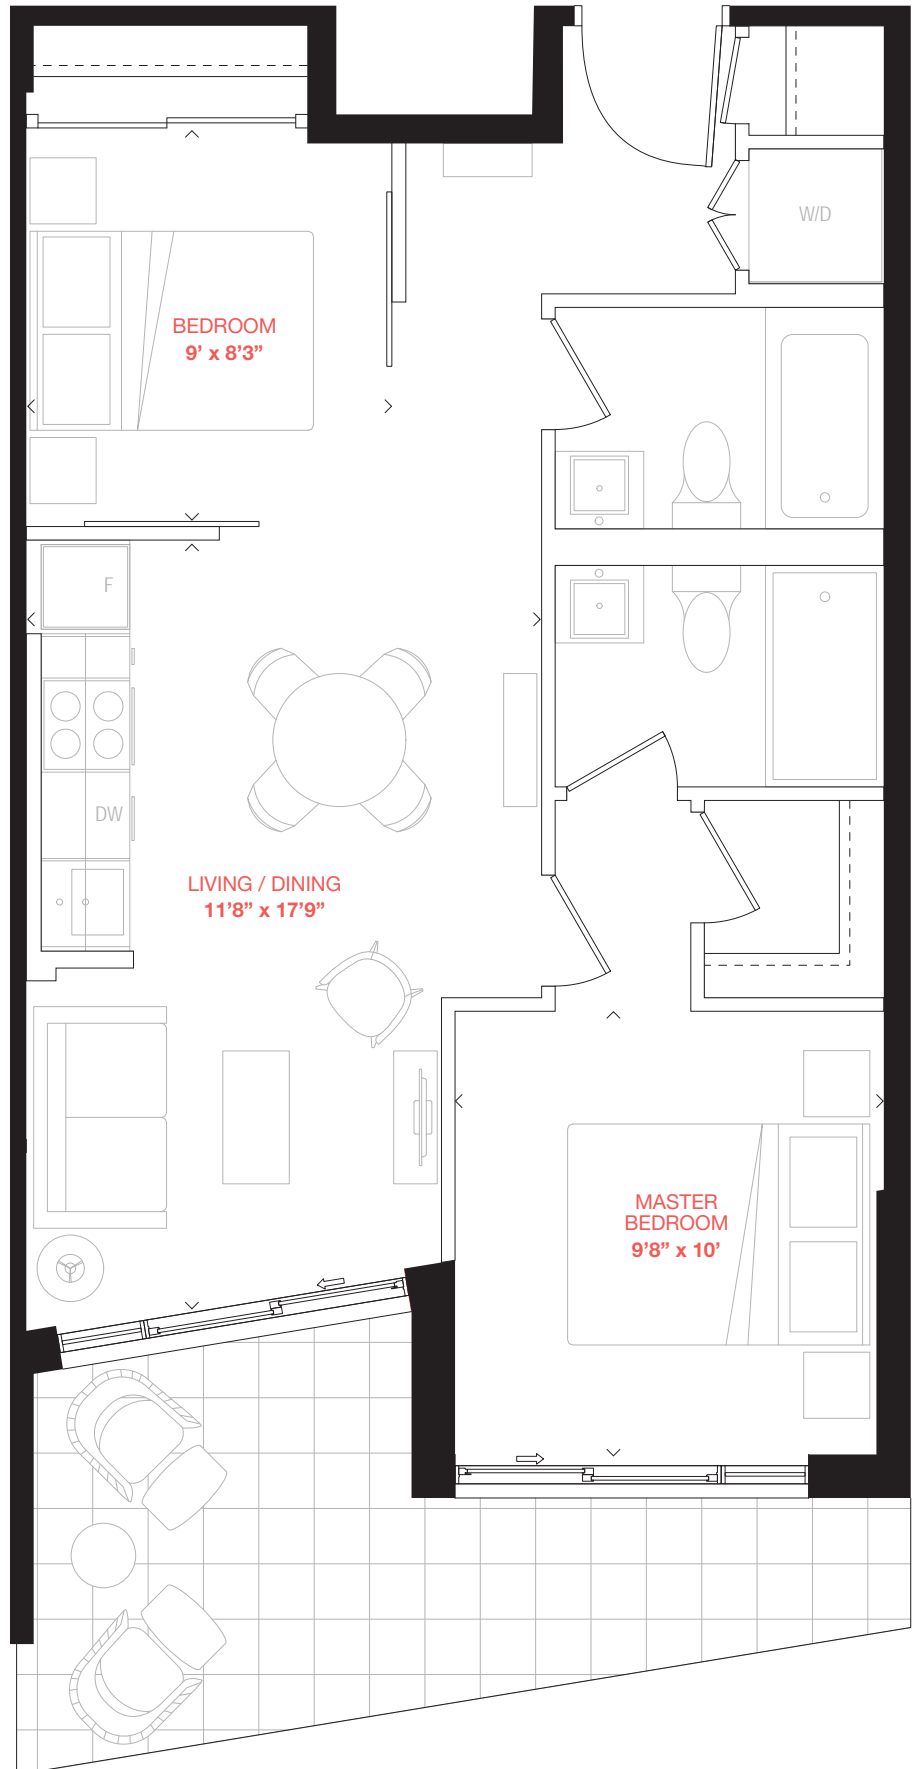 W/D
BEDROOM
9’ x 8’3”
F
DW
LIVING / DINING
11’8” x 17’9”
MASTER
BEDROOM
9’8” x 10’